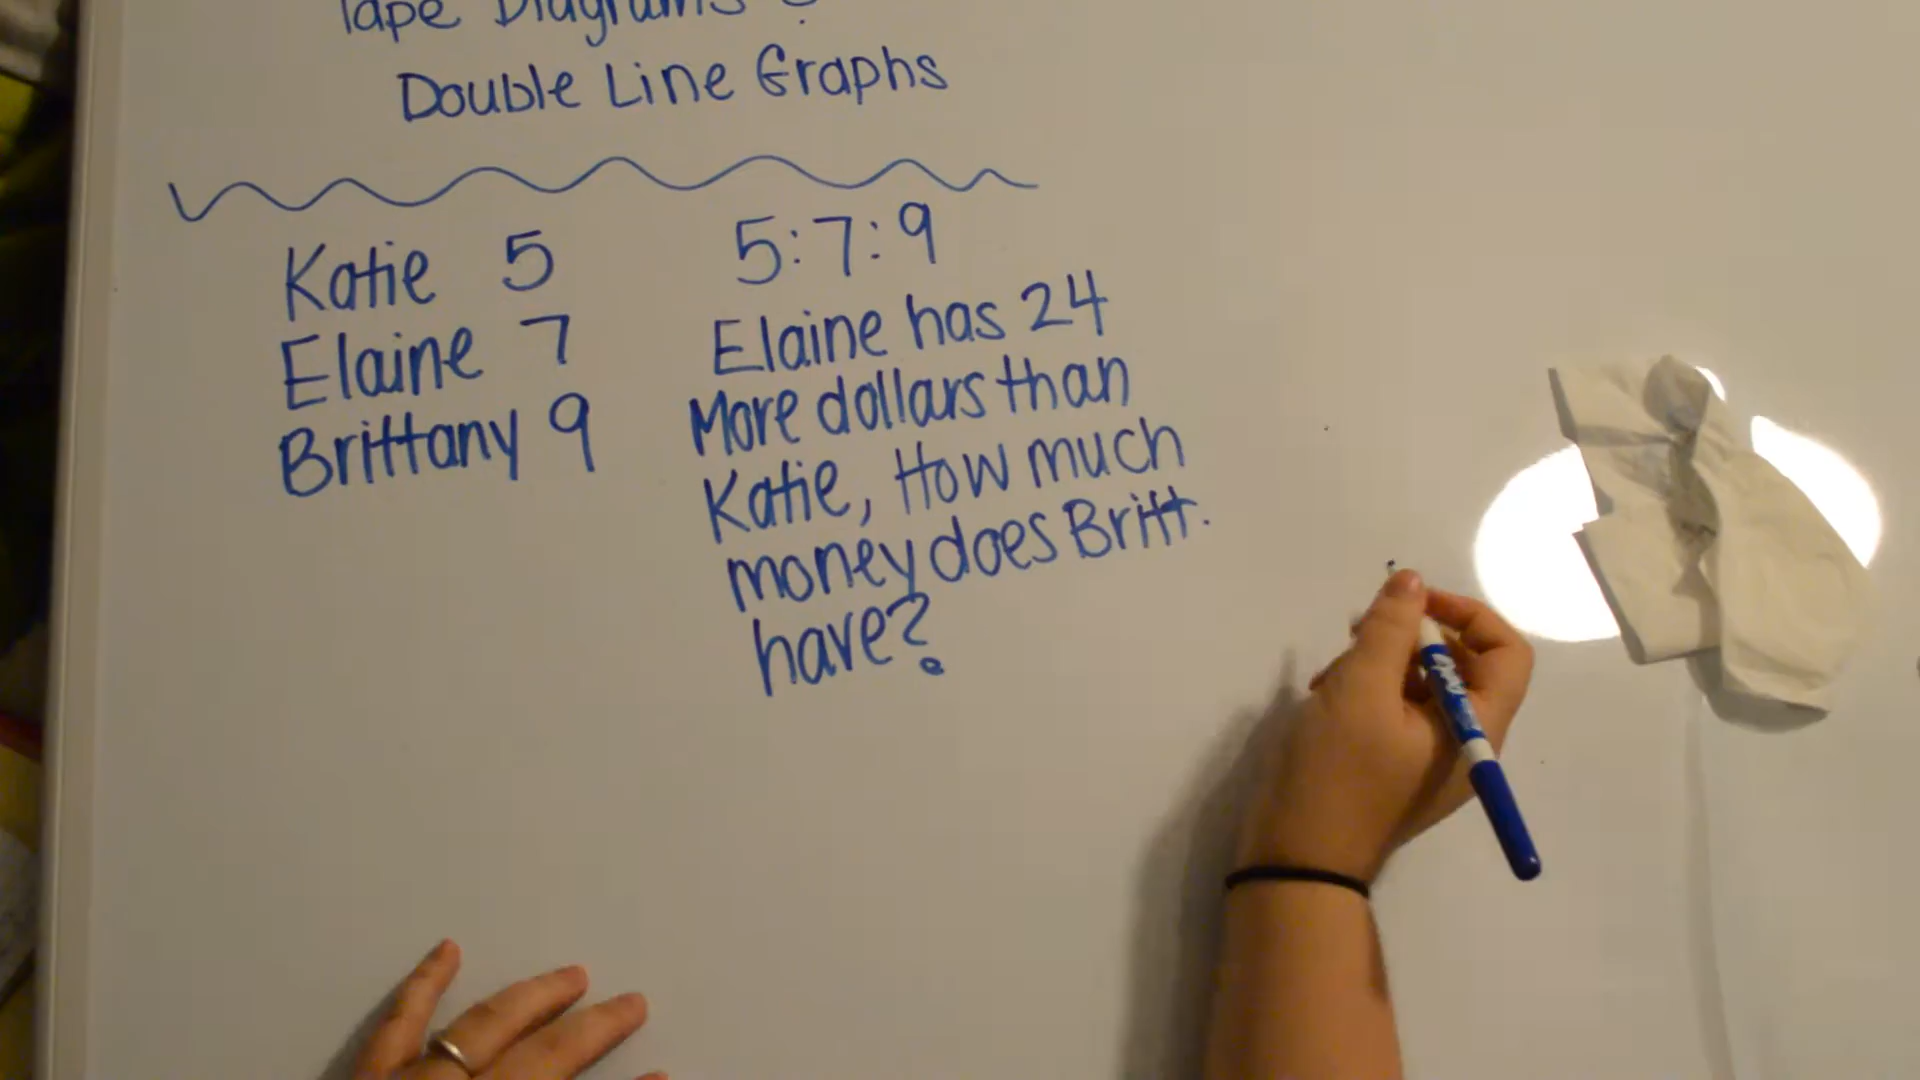 Tape Diagrams
Double Line Graphs
Katie 5
Elaine 7
Brittany 9
5:7:9
Elaine has 24
More dollars than
Katie, How much
money does Britt.
have?